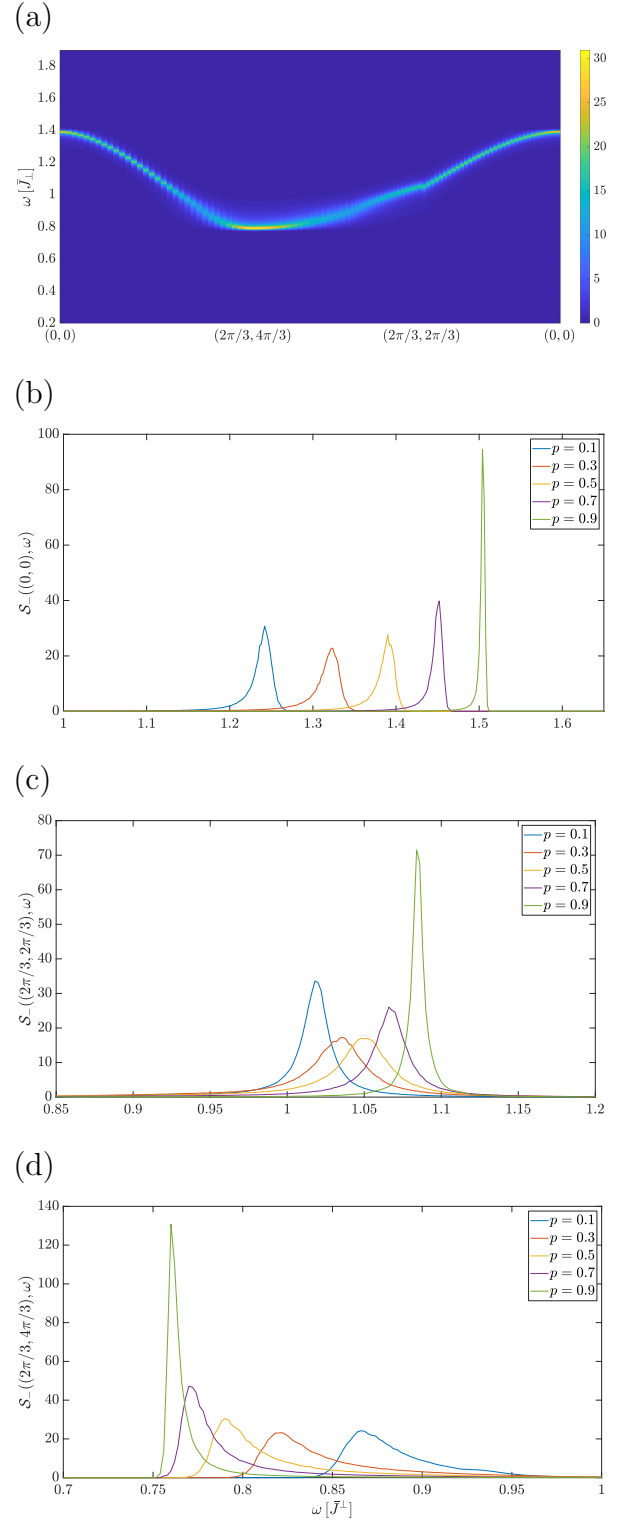 (a)
1.8
1.6
1.4
1.2
1
0.8
0.6
0.4
0.2
ω [J̄⊥]
(0, 0)
(2π/3, 4π/3)
(2π/3, 2π/3)
(0, 0)
30
25
20
15
10
5
0
(b)
100
80
60
40
20
0
S₋((0, 0), ω)
p = 0.1
p = 0.3
p = 0.5
p = 0.7
p = 0.9
1 1.1 1.2 1.3 1.4 1.5 1.6
(c)
80
70
60
50
40
30
20
10
0
S₋((2π/3, 2π/3), ω)
p = 0.1
p = 0.3
p = 0.5
p = 0.7
p = 0.9
0.85 0.9 0.95 1 1.05 1.1 1.15 1.2
(d)
140
120
100
80
60
40
20
0
S₋((2π/3, 4π/3), ω)
p = 0.1
p = 0.3
p = 0.5
p = 0.7
p = 0.9
0.7 0.75 0.8 0.85 0.9 0.95 1
ω [J̄^⊥]